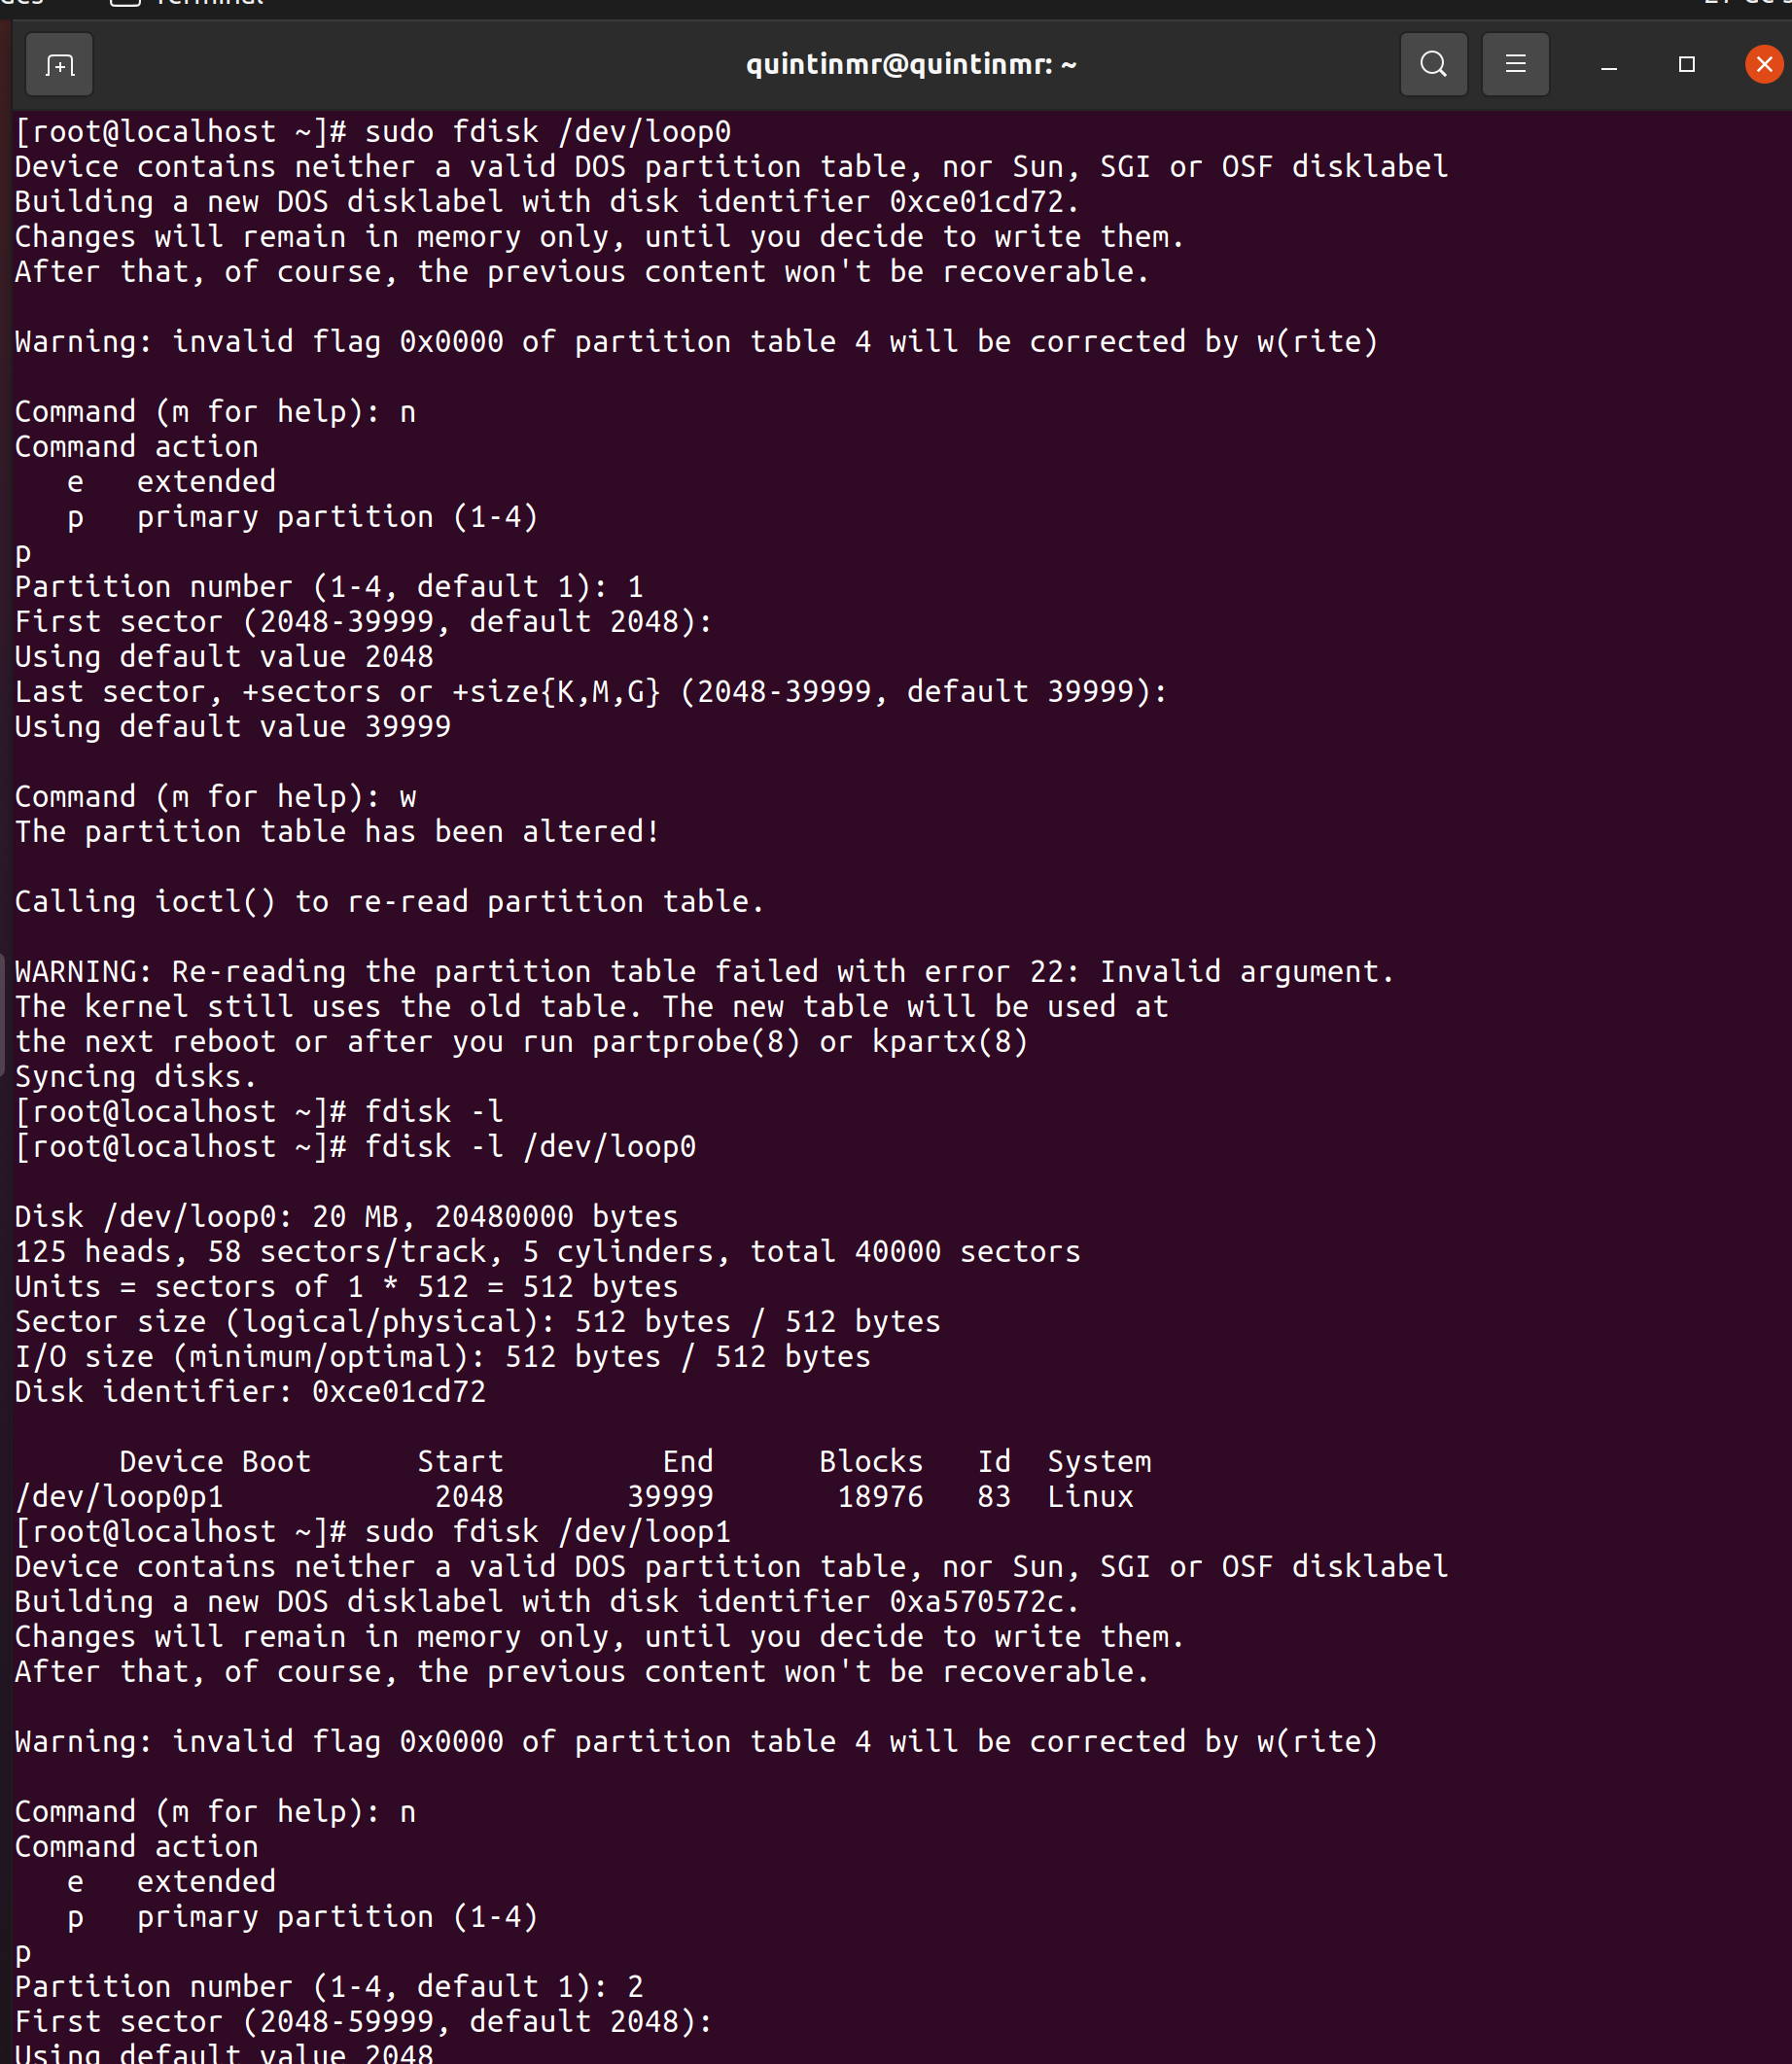 Terminal
quintinmr@quintinmr: ~
[root@localhost ~]# sudo fdisk /dev/loop0
Device contains neither a valid DOS partition table, nor Sun, SGI or OSF disklabel
Building a new DOS disklabel with disk identifier 0xce01cd72.
Changes will remain in memory only, until you decide to write them.
After that, of course, the previous content won't be recoverable.

Warning: invalid flag 0x0000 of partition table 4 will be corrected by w(rite)

Command (m for help): n
Command action
   e   extended
   p   primary partition (1-4)
p
Partition number (1-4, default 1): 1
First sector (2048-39999, default 2048):
Using default value 2048
Last sector, +sectors or +size{K,M,G} (2048-39999, default 39999):
Using default value 39999

Command (m for help): w
The partition table has been altered!

Calling ioctl() to re-read partition table.

WARNING: Re-reading the partition table failed with error 22: Invalid argument.
The kernel still uses the old table. The new table will be used at
the next reboot or after you run partprobe(8) or kpartx(8)
Syncing disks.
[root@localhost ~]# fdisk -l
[root@localhost ~]# fdisk -l /dev/loop0

Disk /dev/loop0: 20 MB, 20480000 bytes
125 heads, 58 sectors/track, 5 cylinders, total 40000 sectors
Units = sectors of 1 * 512 = 512 bytes
Sector size (logical/physical): 512 bytes / 512 bytes
I/O size (minimum/optimal): 512 bytes / 512 bytes
Disk identifier: 0xce01cd72

      Device Boot      Start         End      Blocks   Id  System
/dev/loop0p1            2048       39999       18976   83  Linux
[root@localhost ~]# sudo fdisk /dev/loop1
Device contains neither a valid DOS partition table, nor Sun, SGI or OSF disklabel
Building a new DOS disklabel with disk identifier 0xa570572c.
Changes will remain in memory only, until you decide to write them.
After that, of course, the previous content won't be recoverable.

Warning: invalid flag 0x0000 of partition table 4 will be corrected by w(rite)

Command (m for help): n
Command action
   e   extended
   p   primary partition (1-4)
p
Partition number (1-4, default 1): 2
First sector (2048-59999, default 2048):
Using default value 2048